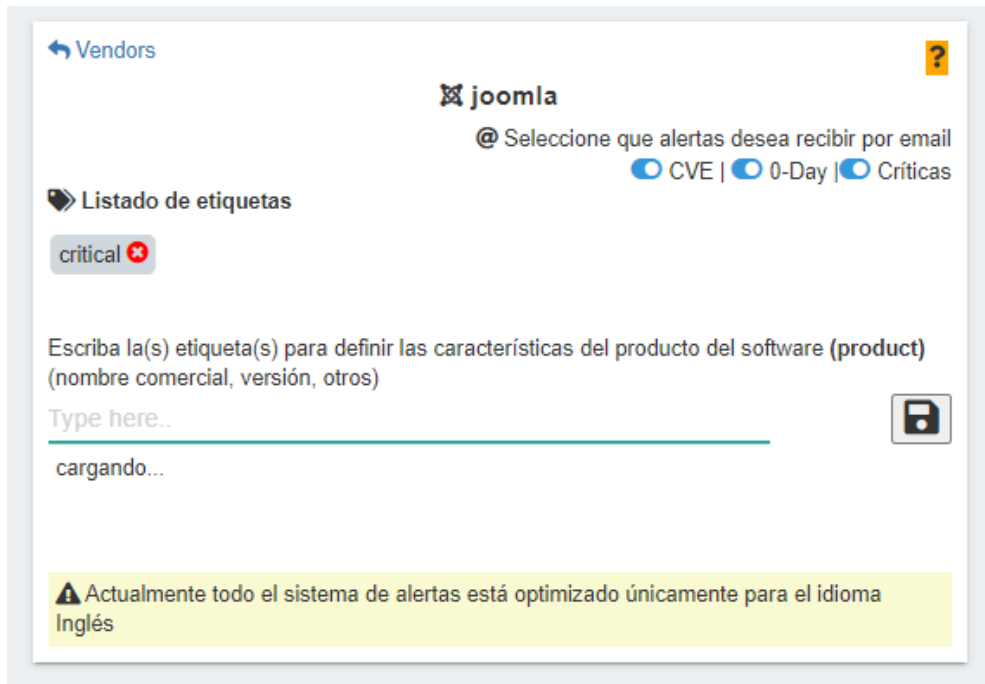 Vendors
?
joomla
@ Seleccione que alertas desea recibir por email
CVE | 0-Day | Críticas
Listado de etiquetas
critical
Escriba la(s) etiqueta(s) para definir las características del producto del software (product)
(nombre comercial, versión, otros)
Type here..
cargando...
Actualmente todo el sistema de alertas está optimizado únicamente para el idioma
Inglés